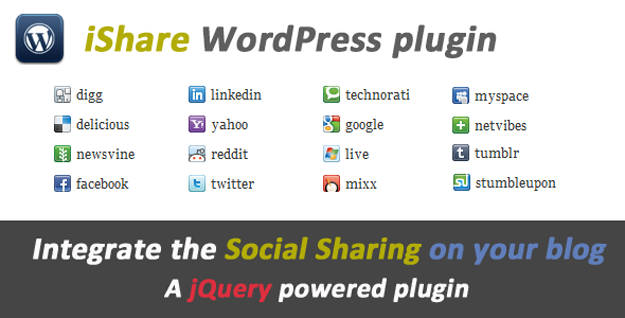 iShare WordPress plugin
digg linkedin technorati myspace
delicious yahoo google netvibes
newsvine reddit live tumblr
facebook twitter mixx stumbleupon
Integrate the Social Sharing on your blog
A jQuery powered plugin